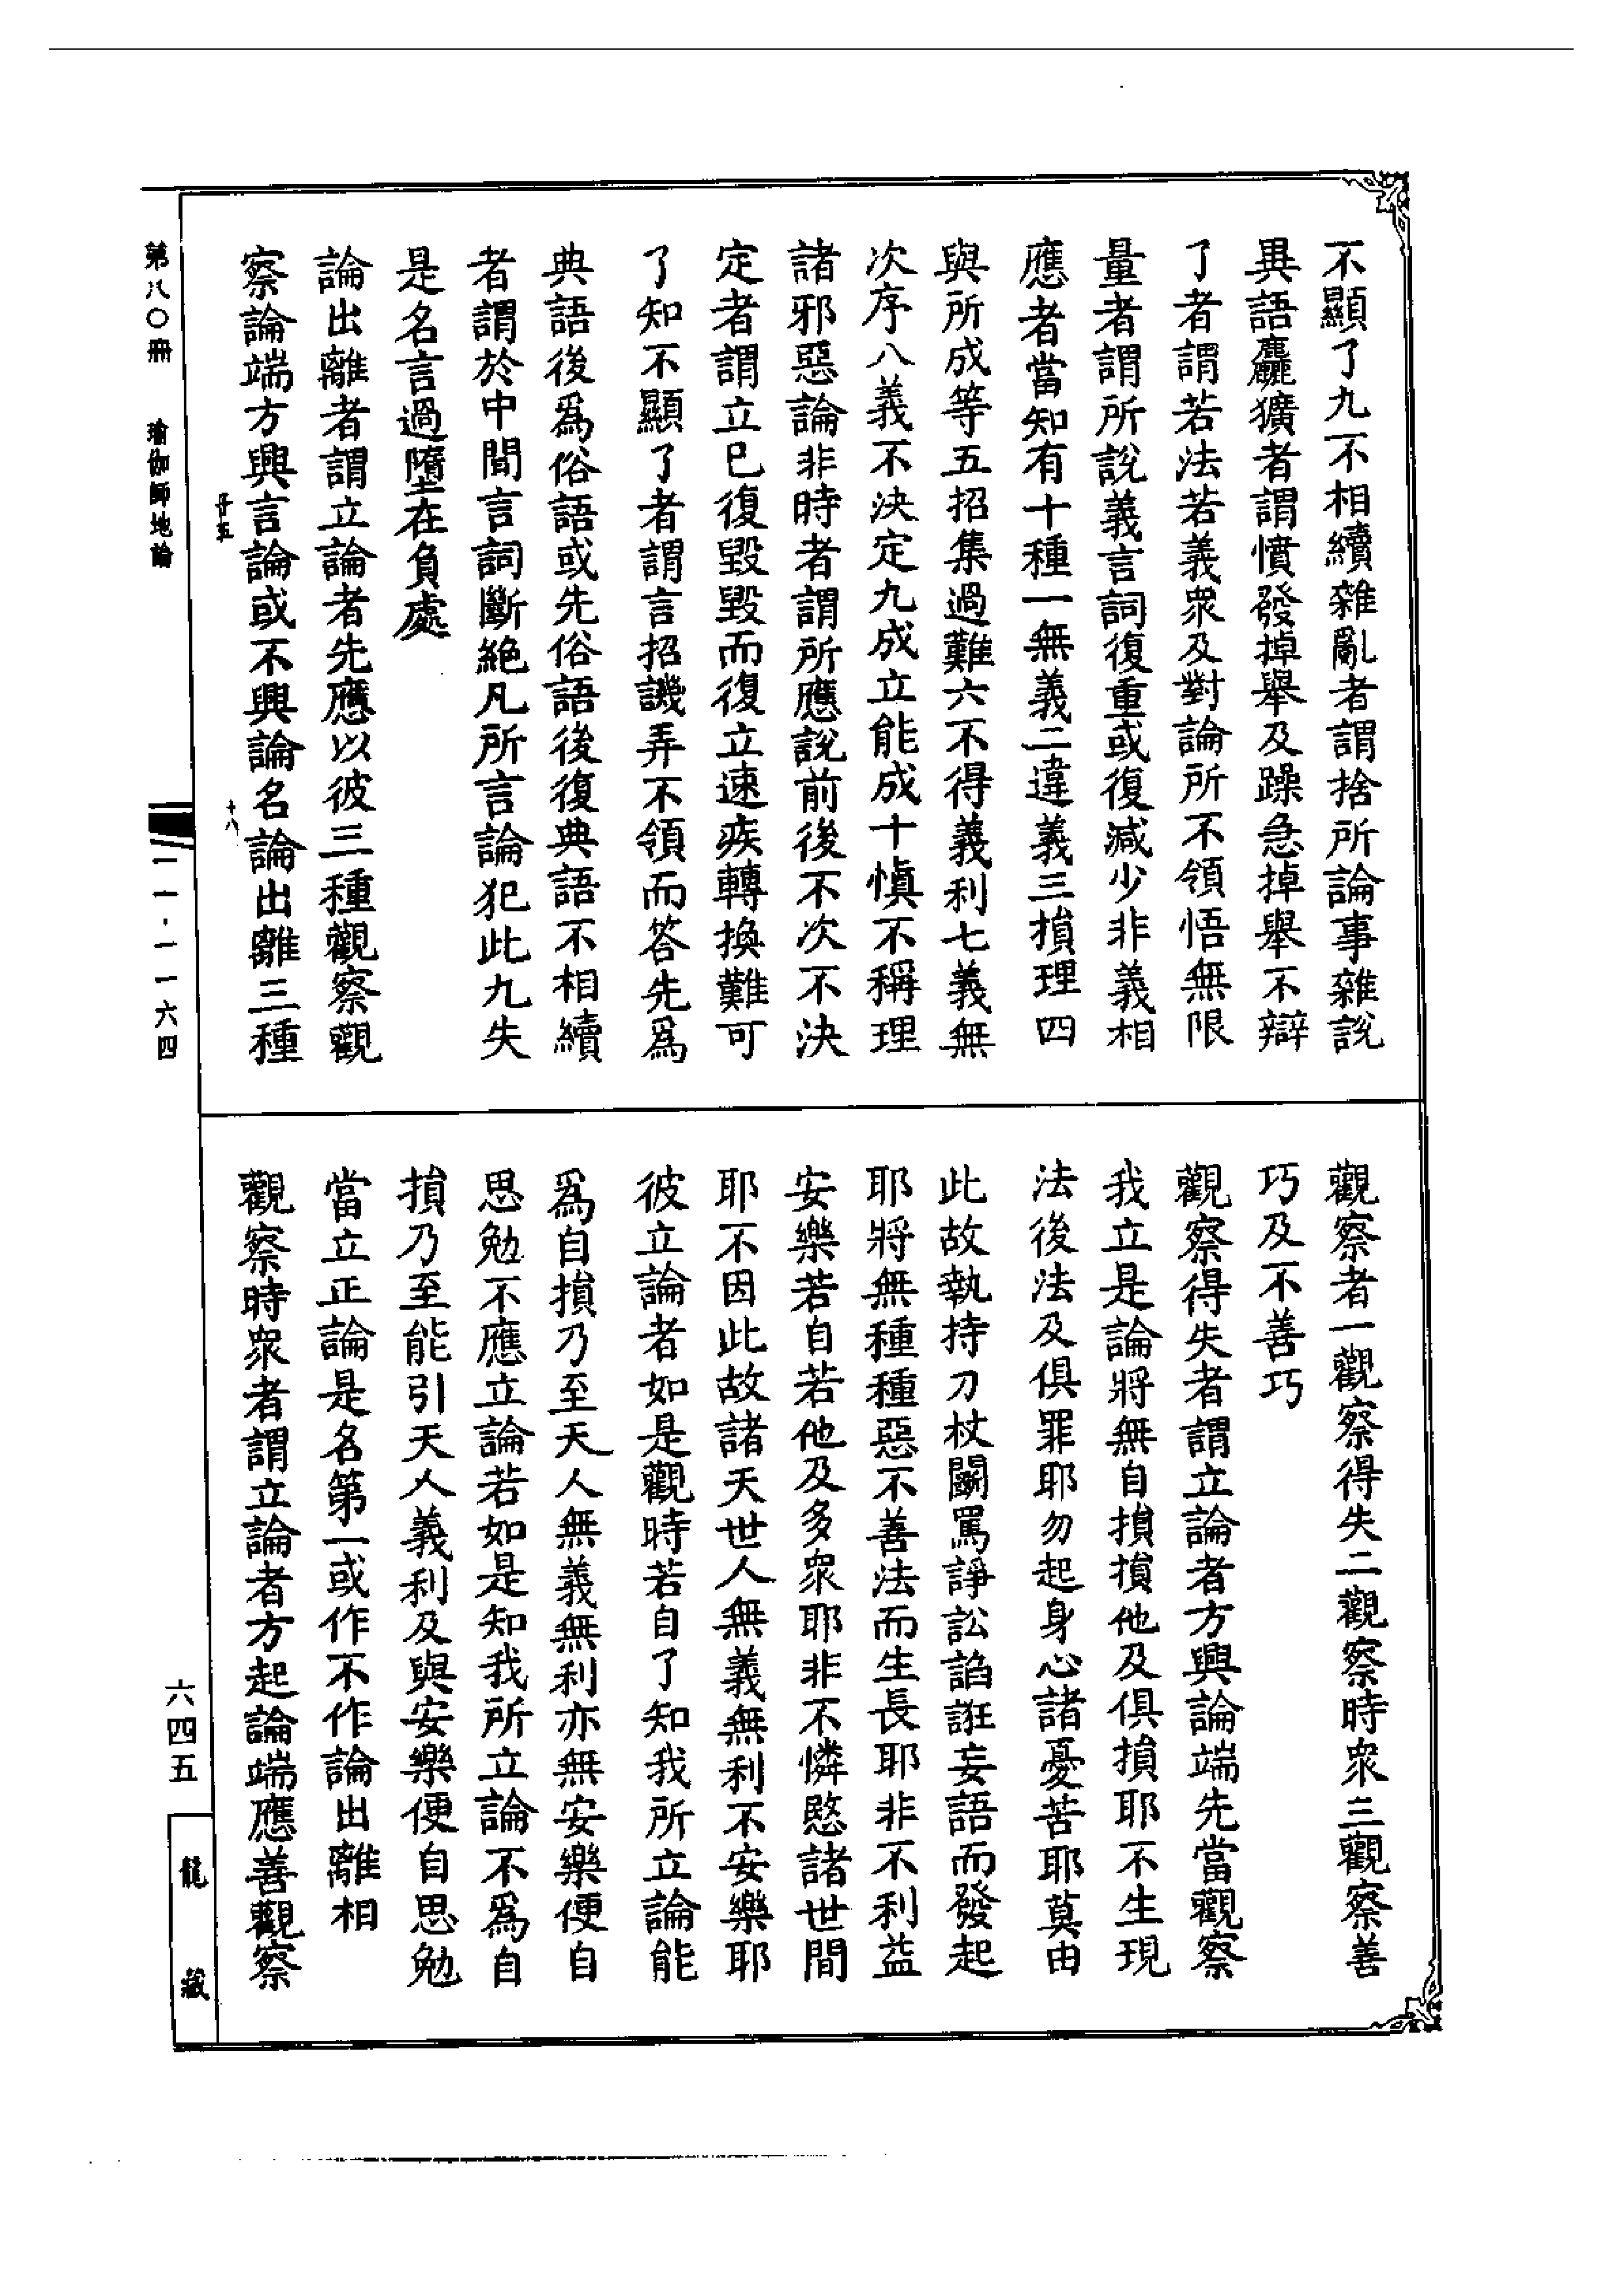 不顯了九不相續雜亂者謂捨所論事雜說
異語麤獷者謂憤發掉舉及躁急掉舉不辯
了者謂若法若義衆及對論所不領悟無限
量者謂所說義言詞復重或復減少非義相
應者當知有十種一無義二違義三損理四
與所成等五招集過難六不得義利七義無
次序八義不決定九成立能成十愼不稱理
諸邪惡論非時者謂所應說前後不次不決
定者謂立已復毀毀而復立速疾轉換難可
了知不顯了者謂言招譏弄不領而答先爲
典語後爲俗語或先俗語後復典語不相續
者謂於中間言詞斷絕凡所言論犯此九失
是名言過墮在負處
論出離者謂立論者先應以彼三種觀察觀
察論端方興言論或不興論名論出離三種
觀察者一觀察得失二觀察時衆三觀察善
巧及不善巧
觀察得失者謂立論者方興論端先當觀察
我立是論將無自損損他及俱損耶不生現
法後法及俱罪耶勿起身心諸憂苦耶莫由
此故執持刀杖鬭罵諍訟諂誑妄語而發起
耶將無種種惡不善法而生長耶非不利益
安樂若自若他及多衆耶非不憐愍諸世間
耶不因此故諸天世人無義無利不安樂耶
彼立論者如是觀時若自了知我所立論能
爲自損乃至天人無義無利亦無安樂便自
思勉不應立論若如是知我所立論不爲自
損乃至能引天人義利及與安樂便自思勉
當立正論是名第一或作不作論出離相
觀察時衆者謂立論者方起論端應善觀察
第八〇冊 瑜伽師地論
一一·一一六四
六四五
龍藏
十八